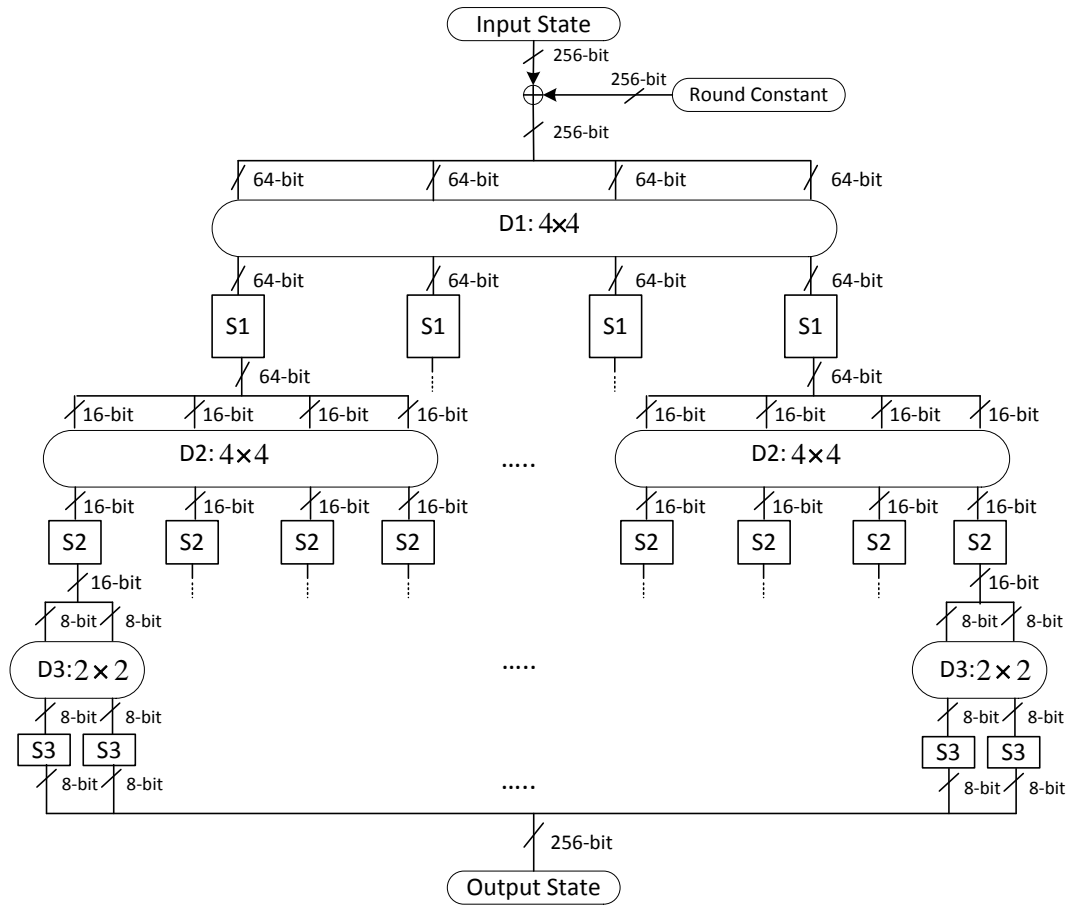 Input State
256-bit
256-bit
Round Constant
256-bit
64-bit 64-bit 64-bit 64-bit
D1: 4×4
64-bit 64-bit 64-bit 64-bit
S1 S1 S1 S1
64-bit 64-bit
16-bit 16-bit 16-bit 16-bit 16-bit 16-bit 16-bit 16-bit
D2: 4×4 ..... D2: 4×4
16-bit 16-bit 16-bit 16-bit 16-bit 16-bit 16-bit 16-bit
S2 S2 S2 S2 S2 S2 S2 S2
16-bit 16-bit
8-bit 8-bit 8-bit 8-bit
D3: 2×2 ..... D3: 2×2
8-bit 8-bit 8-bit 8-bit
S3 S3 S3 S3
8-bit 8-bit ..... 8-bit 8-bit
256-bit
Output State